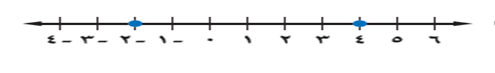 ٤- ٣- ٢- ١- ٠ ١ ٢ ٣ ٤ ٥ ٦